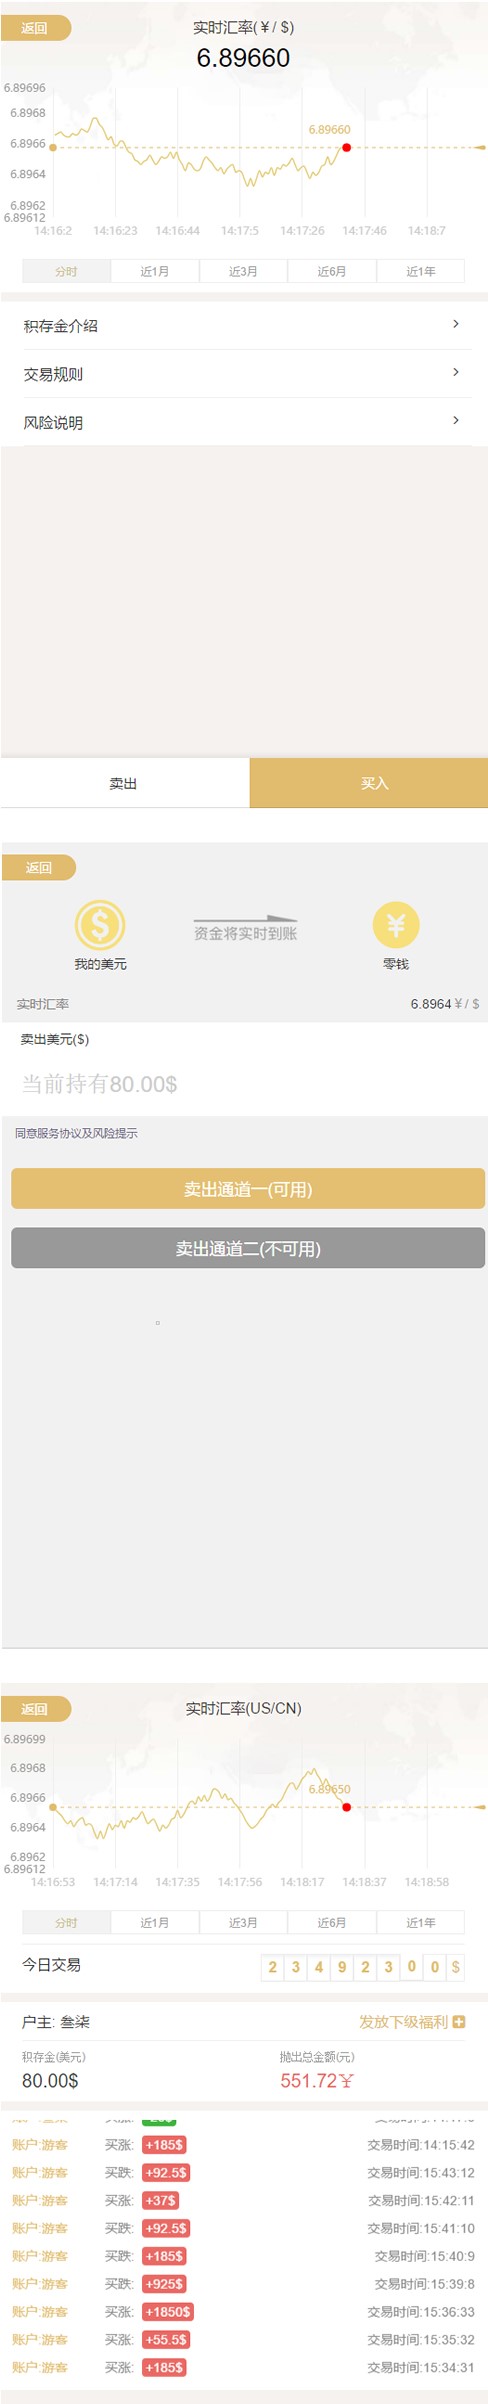 返回
实时汇率(￥/ $)
6.89660
6.89696
6.8968
6.89660
6.8966
6.8964
6.8962
6.89612
14:16:2 14:16:23 14:16:44 14:17:5 14:17:26 14:17:46 14:18:7
分时 近1月 近3月 近6月 近1年
积存金介绍
交易规则
风险说明
卖出 买入
返回
资金将实时到账
我的美元 零钱
实时汇率 6.8964￥/ $
卖出美元($)
当前持有80.00$
同意服务协议及风险提示
卖出通道一(可用)
卖出通道二(不可用)
返回
实时汇率(US/CN)
6.89699
6.8968
6.89650
6.8966
6.8964
6.8962
6.89612
14:16:53 14:17:14 14:17:35 14:17:56 14:18:17 14:18:37 14:18:58
分时 近1月 近3月 近6月 近1年
今日交易 2 3 4 9 2 3 0 0 $
户主: 叁柒 发放下级福利
积存金(美元) 抛出总金额(元)
80.00$ 551.72￥
账户:游客 买涨: +185$ 交易时间:14:15:42
账户:游客 买跌: +92.5$ 交易时间:15:43:12
账户:游客 买涨: +37$ 交易时间:15:42:11
账户:游客 买跌: +92.5$ 交易时间:15:41:10
账户:游客 买跌: +185$ 交易时间:15:40:9
账户:游客 买跌: +925$ 交易时间:15:39:8
账户:游客 买涨: +1850$ 交易时间:15:36:33
账户:游客 买跌: +55.5$ 交易时间:15:35:32
账户:游客 买跌: +185$ 交易时间:15:34:31